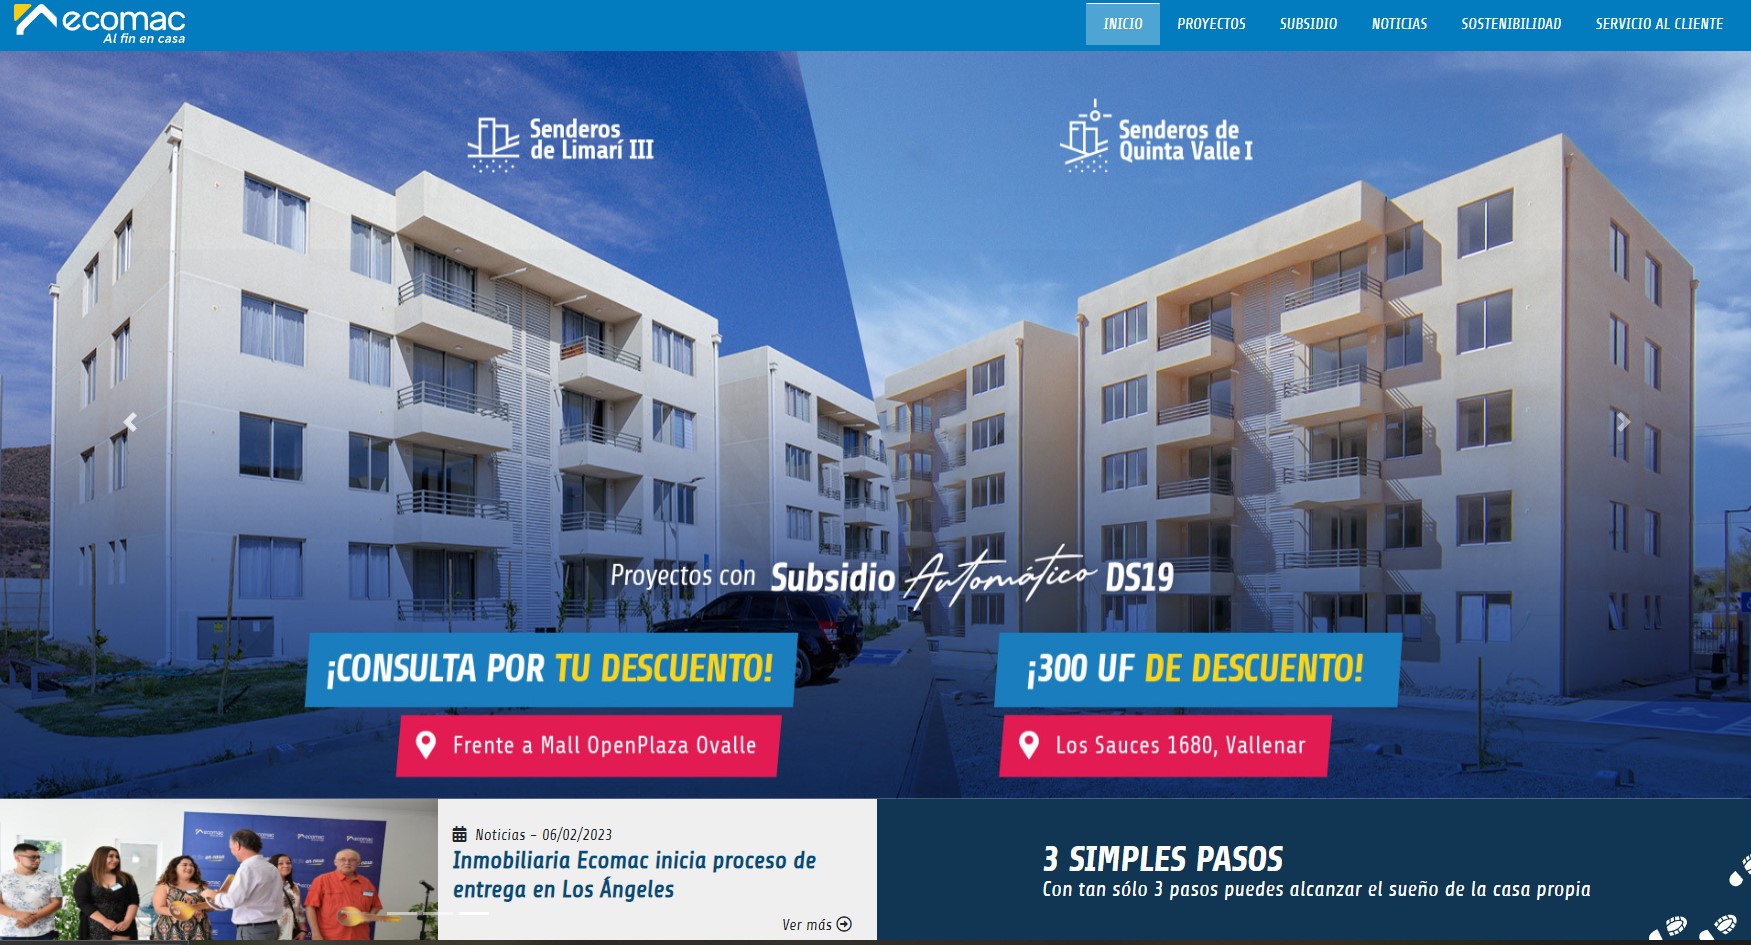 ecomac
Al fin en casa
INICIO
PROYECTOS
SUBSIDIO
NOTICIAS
SOSTENIBILIDAD
SERVICIO AL CLIENTE
Senderos
de Limarí III
Senderos de
Quinta Valle I
Proyectos con Subsidio Automático DS19
¡CONSULTA POR TU DESCUENTO!
Frente a Mall OpenPlaza Ovalle
¡300 UF DE DESCUENTO!
Los Sauces 1680, Vallenar
Noticias - 06/02/2023
Inmobiliaria Ecomac inicia proceso de
entrega en Los Ángeles
Ver más
3 SIMPLES PASOS
Con tan sólo 3 pasos puedes alcanzar el sueño de la casa propia